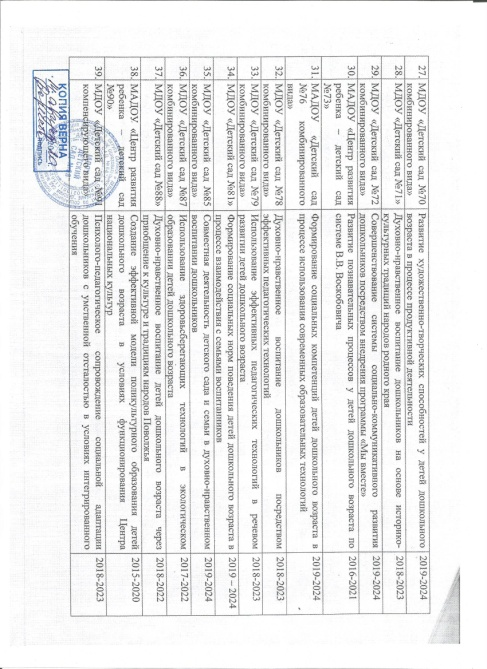 27. МДОУ «Детский сад №70 комбинированного вида» Развитие художественно-творческих способностей у детей дошкольного возраста в процессе продуктивной деятельности 2019-2024
28. МДОУ «Детский сад №71» Духовно-нравственное воспитание дошкольников на основе историко-культурных традиций народов родного края 2018-2023
29. МДОУ «Детский сад №72 комбинированного вида» Совершенствование системы социально-коммуникативного развития дошкольников посредством внедрения программы «Мы вместе» 2019-2024
30. МАДОУ «Центр развития ребенка – детский сад №73» Развитие познавательных процессов у детей дошкольного возраста по системе В.В. Воскобовича 2016-2021
31. МАДОУ «Детский сад №76 комбинированного вида» Формирование социальных компетенций детей дошкольного возраста в процессе использования современных образовательных технологий 2019-2024
32. МДОУ «Детский сад №78 комбинированного вида» Духовно-нравственное воспитание дошкольников посредством эффективных педагогических технологий 2018-2023
33. МДОУ «Детский сад №79 комбинированного вида» Использование эффективных педагогических технологий в речевом развитии детей дошкольного возраста 2018-2023
34. МДОУ «Детский сад №81» Формирование социальных норм поведения детей дошкольного возраста в процессе взаимодействия с семьями воспитанников 2019 – 2024
35. МДОУ «Детский сад №85 комбинированного вида» Совместная деятельность детского сада и семьи в духовно-нравственном воспитании дошкольников 2019-2024
36. МДОУ «Детский сад №87 комбинированного вида» Использование здоровьесберегающих технологий в экологическом образовании детей дошкольного возраста 2017-2022
37. МДОУ «Детский сад №88» Духовно-нравственное воспитание детей дошкольного возраста через приобщение к культуре и традициям народов Поволжья 2018-2022
38. МАДОУ «Центр развития ребенка – детский сад №90» Создание эффективной модели поликультурного образования детей дошкольного возраста в условиях функционирования Центра национальных культур 2015-2020
39. МДОУ «Детский сад №91 компенсирующего вида» Психолого-педагогическое сопровождение социальной адаптации дошкольников с умственной отсталостью в условиях интегрированного обучения 2018-2023
КОПИЯ ВЕРНА